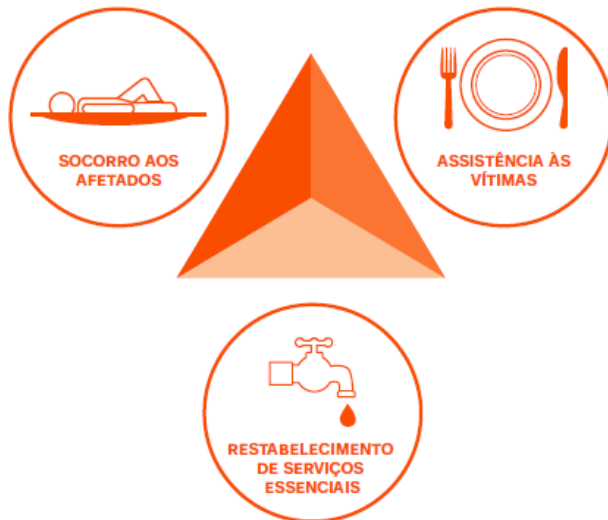 SOCORRO AOS
AFETADOS
ASSISTÊNCIA ÀS
VÍTIMAS
RESTABELECIMENTO
DE SERVIÇOS
ESSENCIAIS